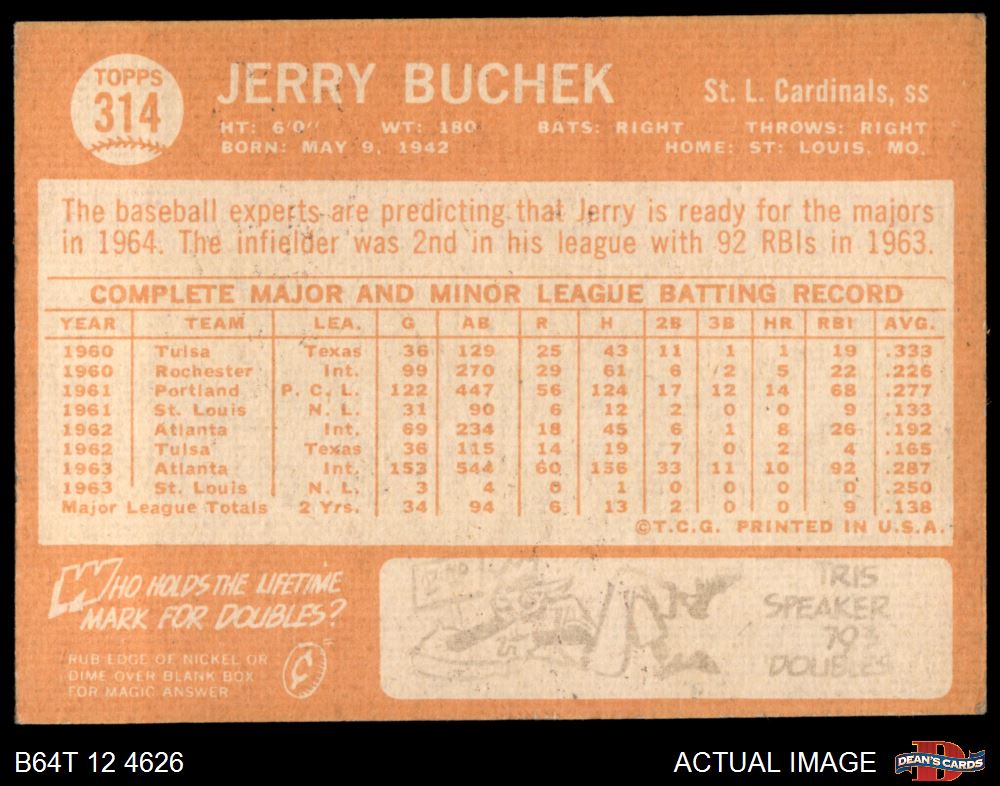 TOPPS
314
JERRY BUCHEK
St. L. Cardinals, ss
HT: 6'0" WT: 180 BATS: RIGHT THROWS: RIGHT
BORN: MAY 9, 1942 HOME: ST. LOUIS, MO.
The baseball experts are predicting that Jerry is ready for the majors
in 1964. The infielder was 2nd in his league with 92 RBIs in 1963.
COMPLETE MAJOR AND MINOR LEAGUE BATTING RECORD
YEAR TEAM LEA. G AB R H 2B 3B HR RBI AVG.
1960 Tulsa Texas 36 129 25 43 11 1 1 19 .333
1960 Rochester Int. 99 270 29 61 6 2 5 22 .226
1961 Portland P. C. L. 122 447 56 124 17 12 14 68 .277
1961 St. Louis N. L. 31 90 6 12 2 0 0 9 .133
1962 Atlanta Int. 69 234 18 45 6 1 8 26 .192
1962 Tulsa Texas 36 115 14 19 7 0 2 4 .165
1963 Atlanta Int. 153 544 60 156 33 11 10 92 .287
1963 St. Louis N. L. 3 4 0 1 0 0 0 0 .250
Major League Totals 2 Yrs. 34 94 6 13 2 0 0 9 .138
©T.C.G. PRINTED IN U.S.A.
WHO HOLDS THE LIFETIME
MARK FOR DOUBLES?
RUB EDGE OF NICKEL OR
DIME OVER BLANK BOX
FOR MAGIC ANSWER
TRIS
SPEAKER
793
DOUBLES
B64T 12 4626
ACTUAL IMAGE
D
DEAN'S CARDS